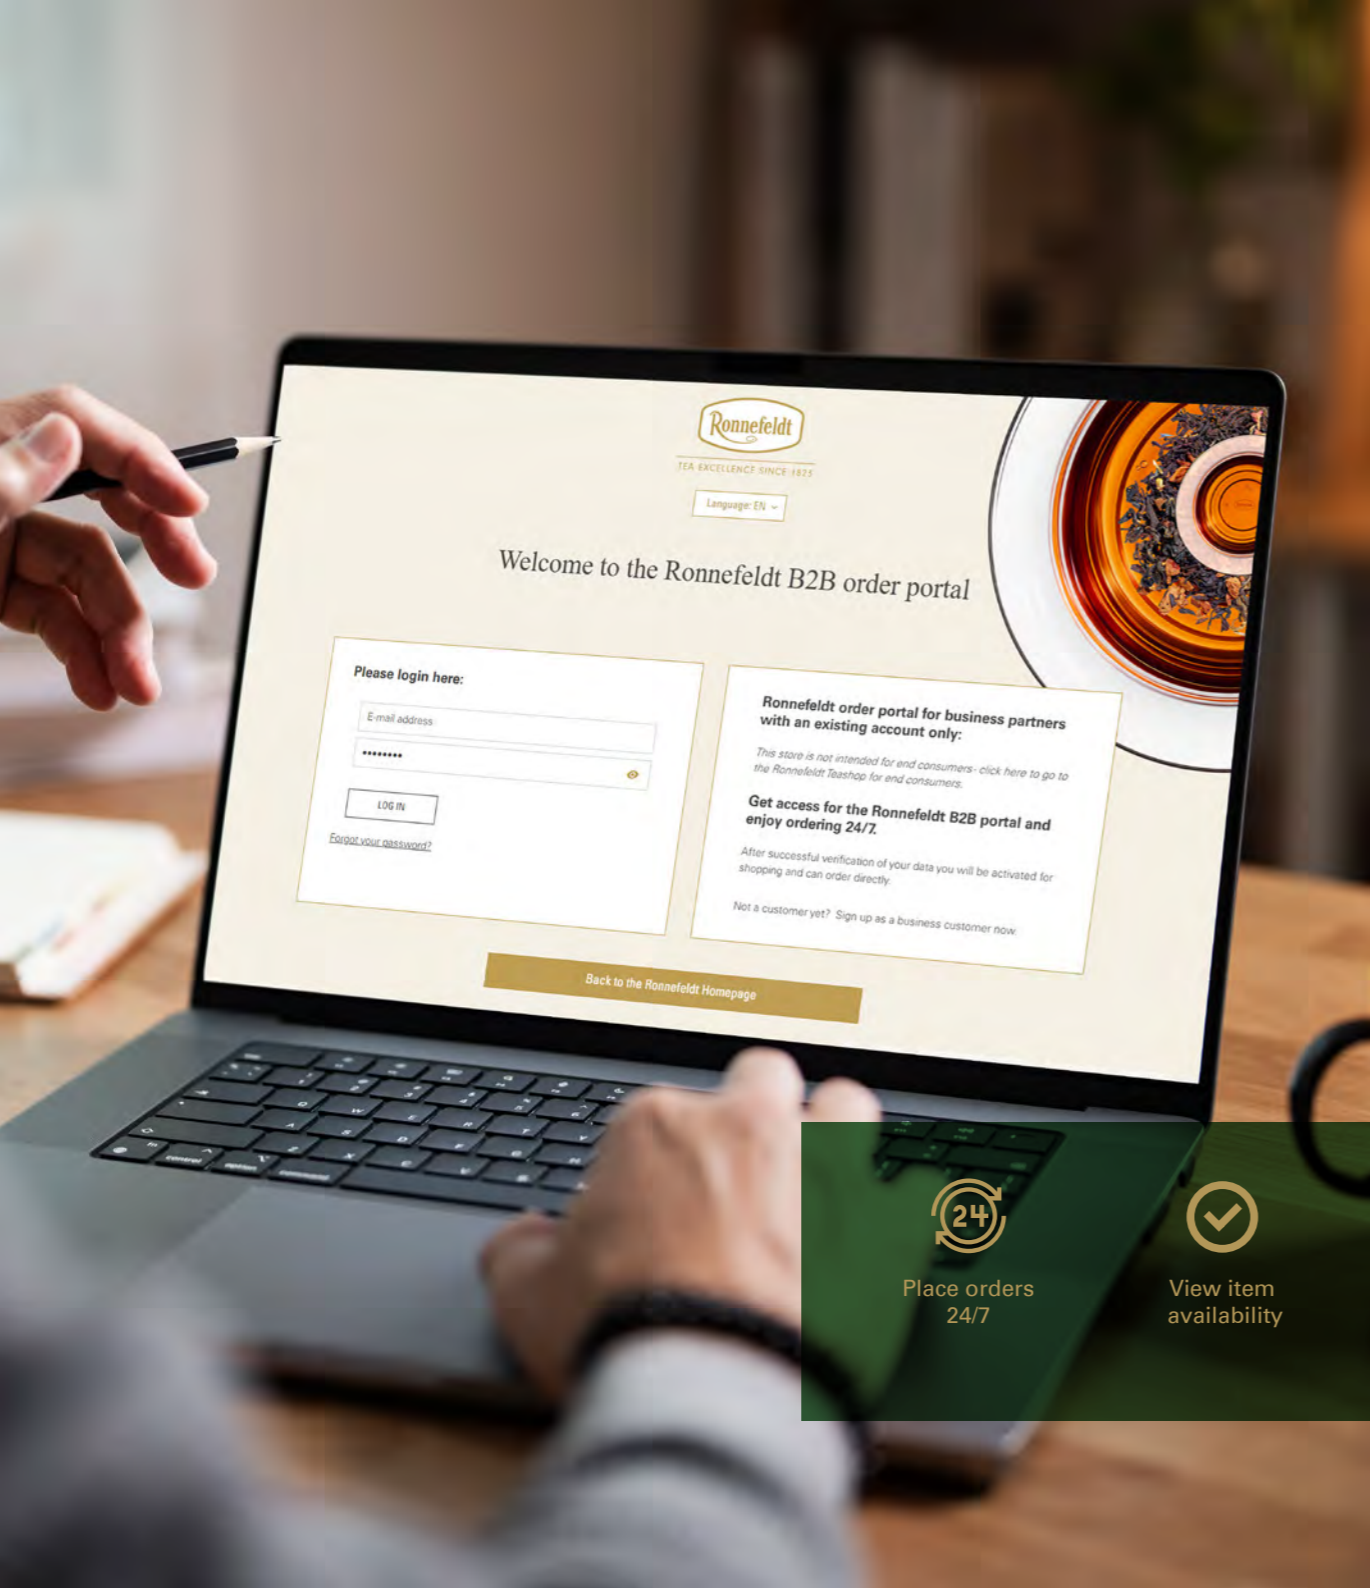 Ronnefeldt
TEA EXCELLENCE SINCE 1823
Language: EN
Welcome to the Ronnefeldt B2B order portal
Please login here:
E-mail address
••••••••
LOG IN
Forgot your password?
Ronnefeldt order portal for business partners
with an existing account only:
This store is not intended for end consumers- click here to go to
the Ronnefeldt Teashop for end consumers.
Get access for the Ronnefeldt B2B portal and
enjoy ordering 24/7.
After successful verification of your data you will be activated for
shopping and can order directly.
Not a customer yet? Sign up as a business customer now.
Back to the Ronnefeldt Homepage
fn
control
option
command
24
Place orders
24/7
View item
availability